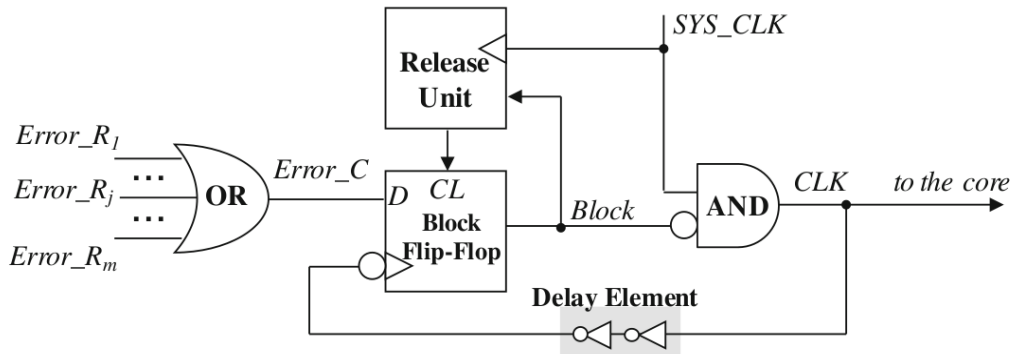 SYS_CLK
Release
Unit
Error_R1
...
Error_C
CL
CLK
to the core
Error_Rj
OR
D
Block
AND
...
Block
Flip-Flop
Error_Rm
Delay Element